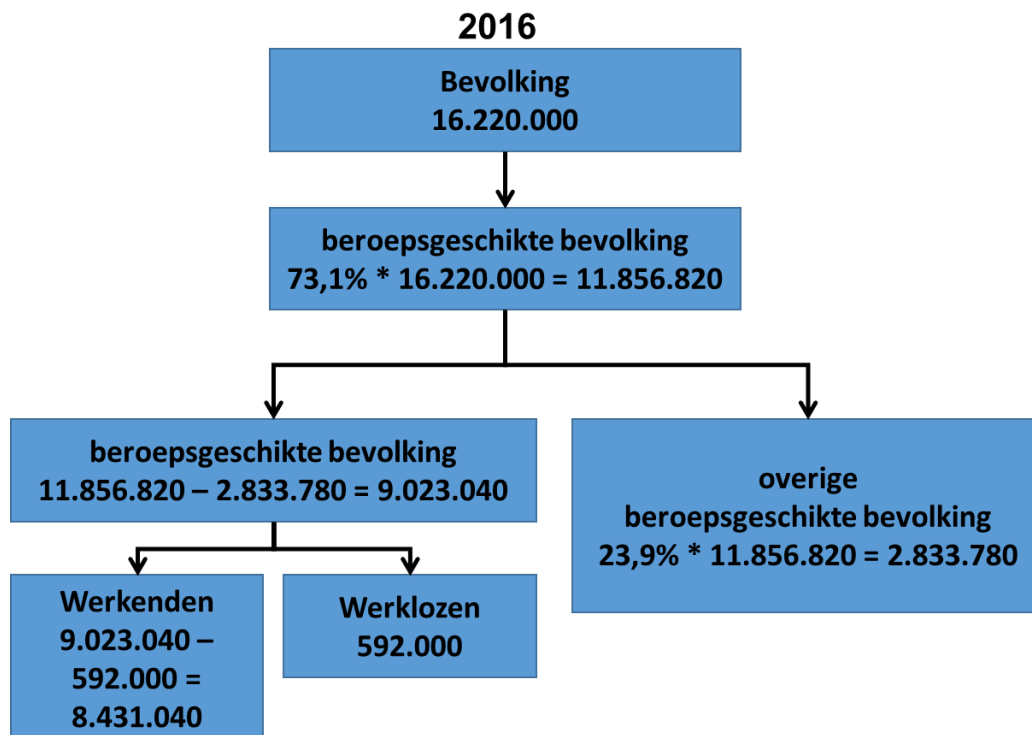 2016
Bevolking
16.220.000
beroepsgeschikte bevolking
73,1% * 16.220.000 = 11.856.820
beroepsgeschikte bevolking
11.856.820 – 2.833.780 = 9.023.040
overige
beroepsgeschikte bevolking
23,9% * 11.856.820 = 2.833.780
Werkenden
9.023.040 –
592.000 =
8.431.040
Werklozen
592.000